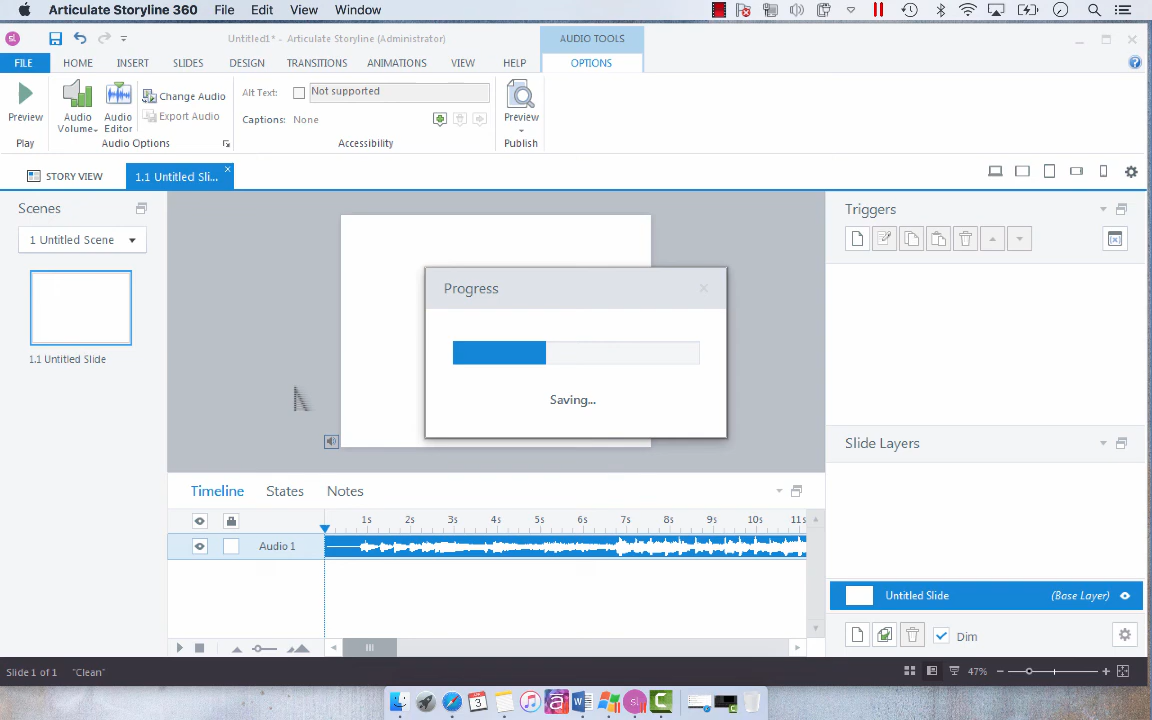 Articulate Storyline 360 File Edit View Window
Untitled1* - Articulate Storyline (Administrator)
AUDIO TOOLS
FILE HOME INSERT SLIDES DESIGN TRANSITIONS ANIMATIONS VIEW HELP OPTIONS
Preview
Audio Volume
Audio Editor
Change Audio
Export Audio
Alt Text: Not supported
Captions: None
Preview
Play Audio Options Accessibility Publish
STORY VIEW 1.1 Untitled Sli...
Scenes
1 Untitled Scene
1.1 Untitled Slide
Progress
Saving...
Triggers
Slide Layers
Timeline States Notes
1s 2s 3s 4s 5s 6s 7s 8s 9s 10s 11s
Audio 1
Untitled Slide (Base Layer)
Dim
Slide 1 of 1 "Clean" 47%